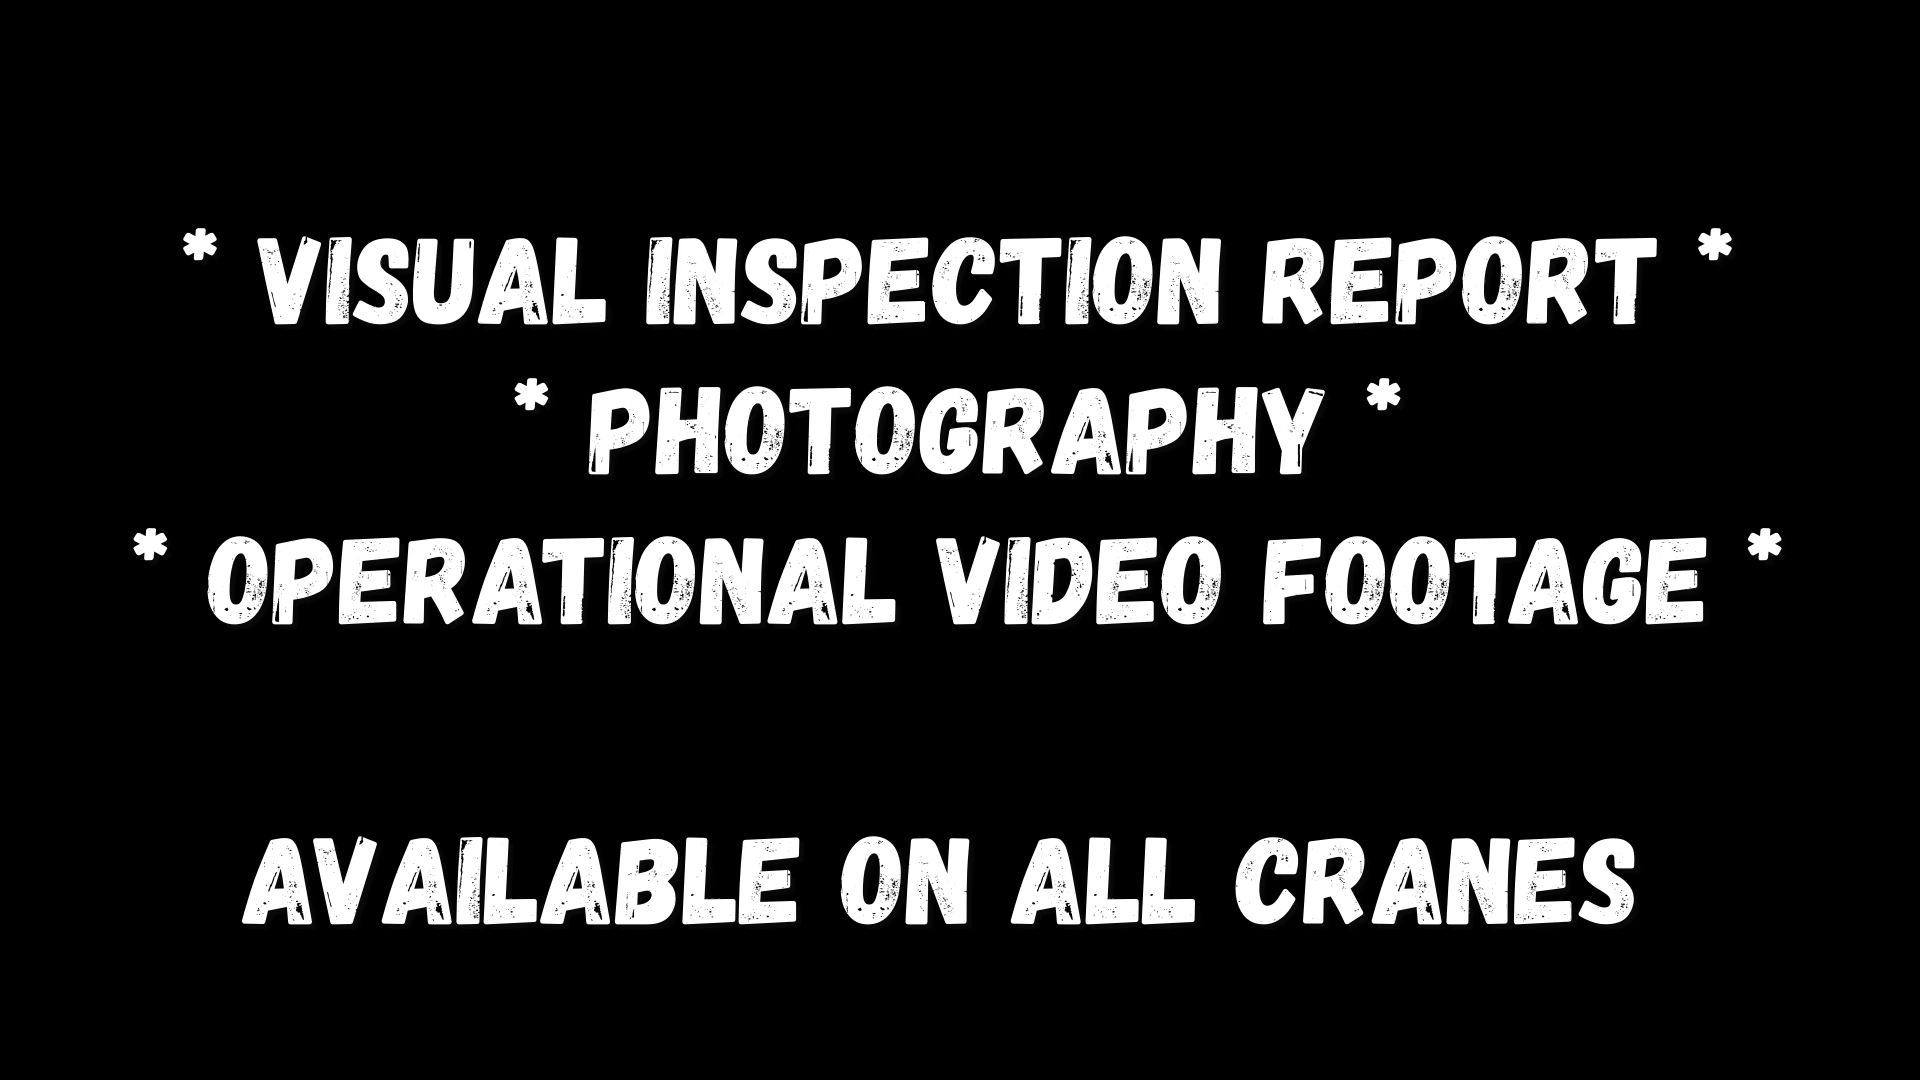 * VISUAL INSPECTION REPORT *
* PHOTOGRAPHY *
* OPERATIONAL VIDEO FOOTAGE *
AVAILABLE ON ALL CRANES